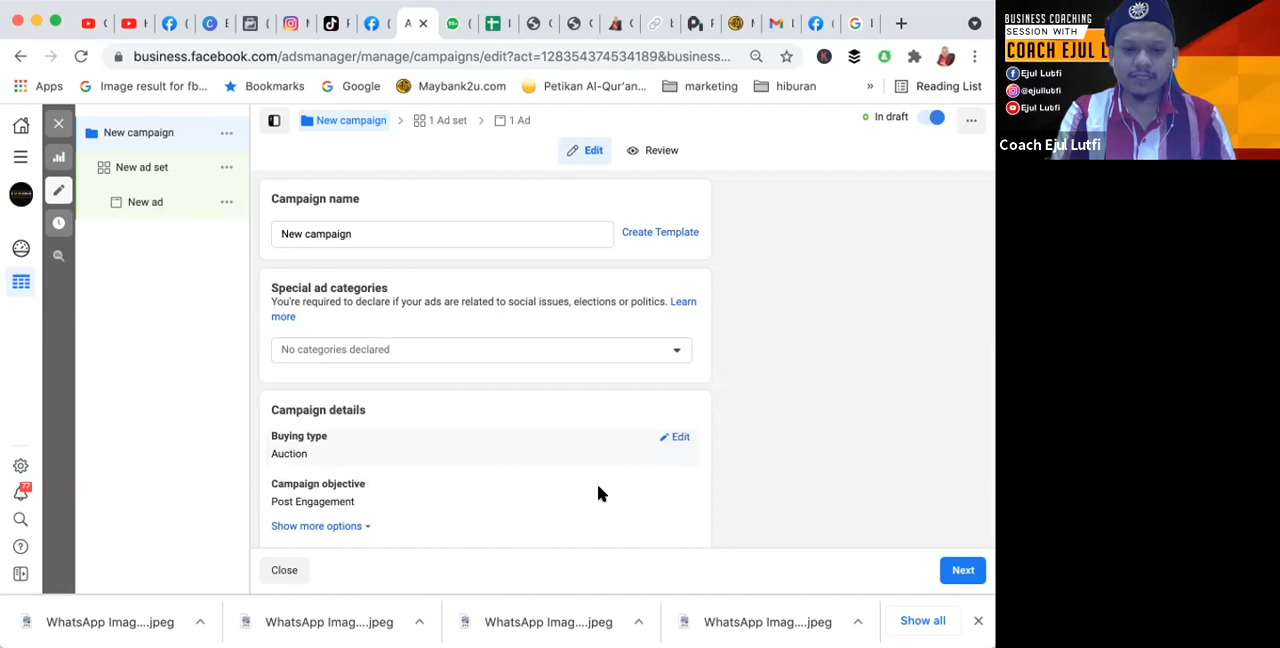 business.facebook.com/adsmanager/manage/campaigns/edit?act=128354374534189&business...
Apps
Image result for fb...
Bookmarks
Google
Maybank2u.com
Petikan Al-Qur'an...
marketing
hiburan
»
Reading List
BUSINESS COACHING
SESSION WITH
COACH EJUL L
Ejul Lutfi
@ejullutfi
Ejul Lutfi
Coach Ejul Lutfi
New campaign
New ad set
New ad
New campaign
1 Ad set
1 Ad
In draft
Edit
Review
Campaign name
New campaign
Create Template
Special ad categories
You're required to declare if your ads are related to social issues, elections or politics. Learn
more
No categories declared
Campaign details
Buying type
Edit
Auction
Campaign objective
Post Engagement
Show more options
77
Close
Next
WhatsApp Imag....jpeg
WhatsApp Imag....jpeg
WhatsApp Imag....jpeg
WhatsApp Imag....jpeg
Show all